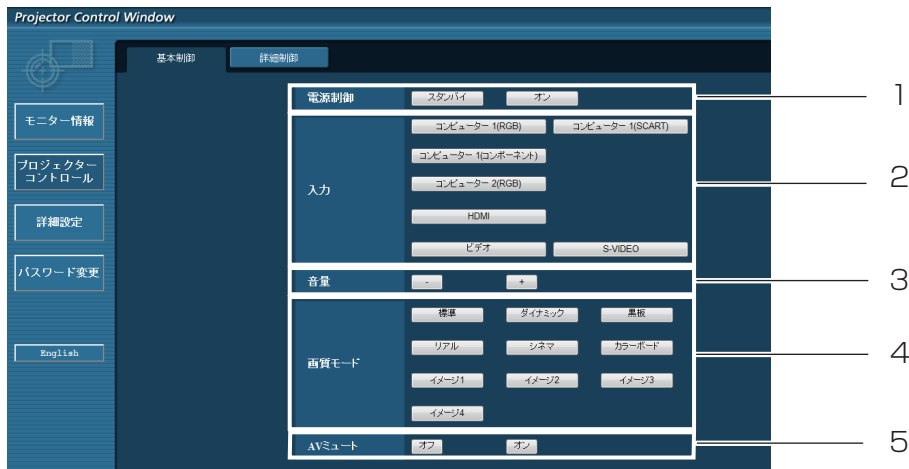 Projector Control Window
基本制御 詳細制御
モニター情報
プロジェクター
コントロール
詳細設定
パスワード変更
English
電源制御 スタンバイ オン 1
入力 2
コンピューター 1(RGB) コンピューター 1(SCART)
コンピューター 1(コンポーネント)
コンピューター 2(RGB)
HDMI
ビデオ S-VIDEO
音量 - + 3
画質モード 4
標準 ダイナミック 黒板
リアル シネマ カラーボード
イメージ1 イメージ2 イメージ3
イメージ4
AVミュート オフ オン 5